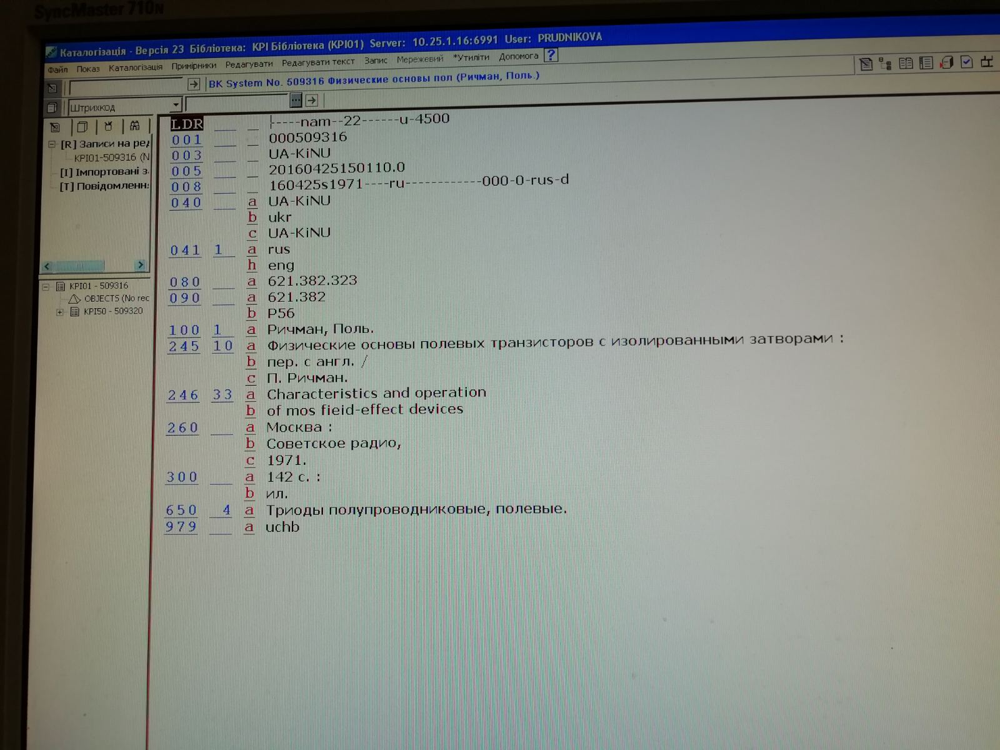 SyncMaster 710N
Каталогізація - Версія 23 Бібліотека: KPI Бібліотека (KPI01) Server: 10.25.1.16:6991 User: PRUDNIKOVA
Файл Показ Каталогізація Примірники Редагувати Редагувати текст Запис Мережевий *Утиліти Допомога ?
BK System No. 509316 Физические основы пол (Ричман, Поль.)
Штрихкод
[R] Записи на ред
KPI01-509316 (N
[I] Імпортовані з
[T] Повідомленн
KPI01 - 509316
OBJECTS (No rec
KPI50 - 509320
LDR -----nam--22------u-4500
001 000509316
003 UA-KiNU
005 20160425150110.0
008 160425s1971----ru------------000-0-rus-d
040 a UA-KiNU
b ukr
c UA-KiNU
041 1 a rus
h eng
080 a 621.382.323
090 a 621.382
b Р56
100 1 a Ричман, Поль.
245 10 a Физические основы полевых транзисторов с изолированными затворами :
b пер. с англ. /
c П. Ричман.
246 33 a Characteristics and operation
b of mos fieid-effect devices
260 a Москва :
b Советское радио,
c 1971.
300 a 142 с. :
b ил.
650 4 a Триоды полупроводниковые, полевые.
979 a uchb